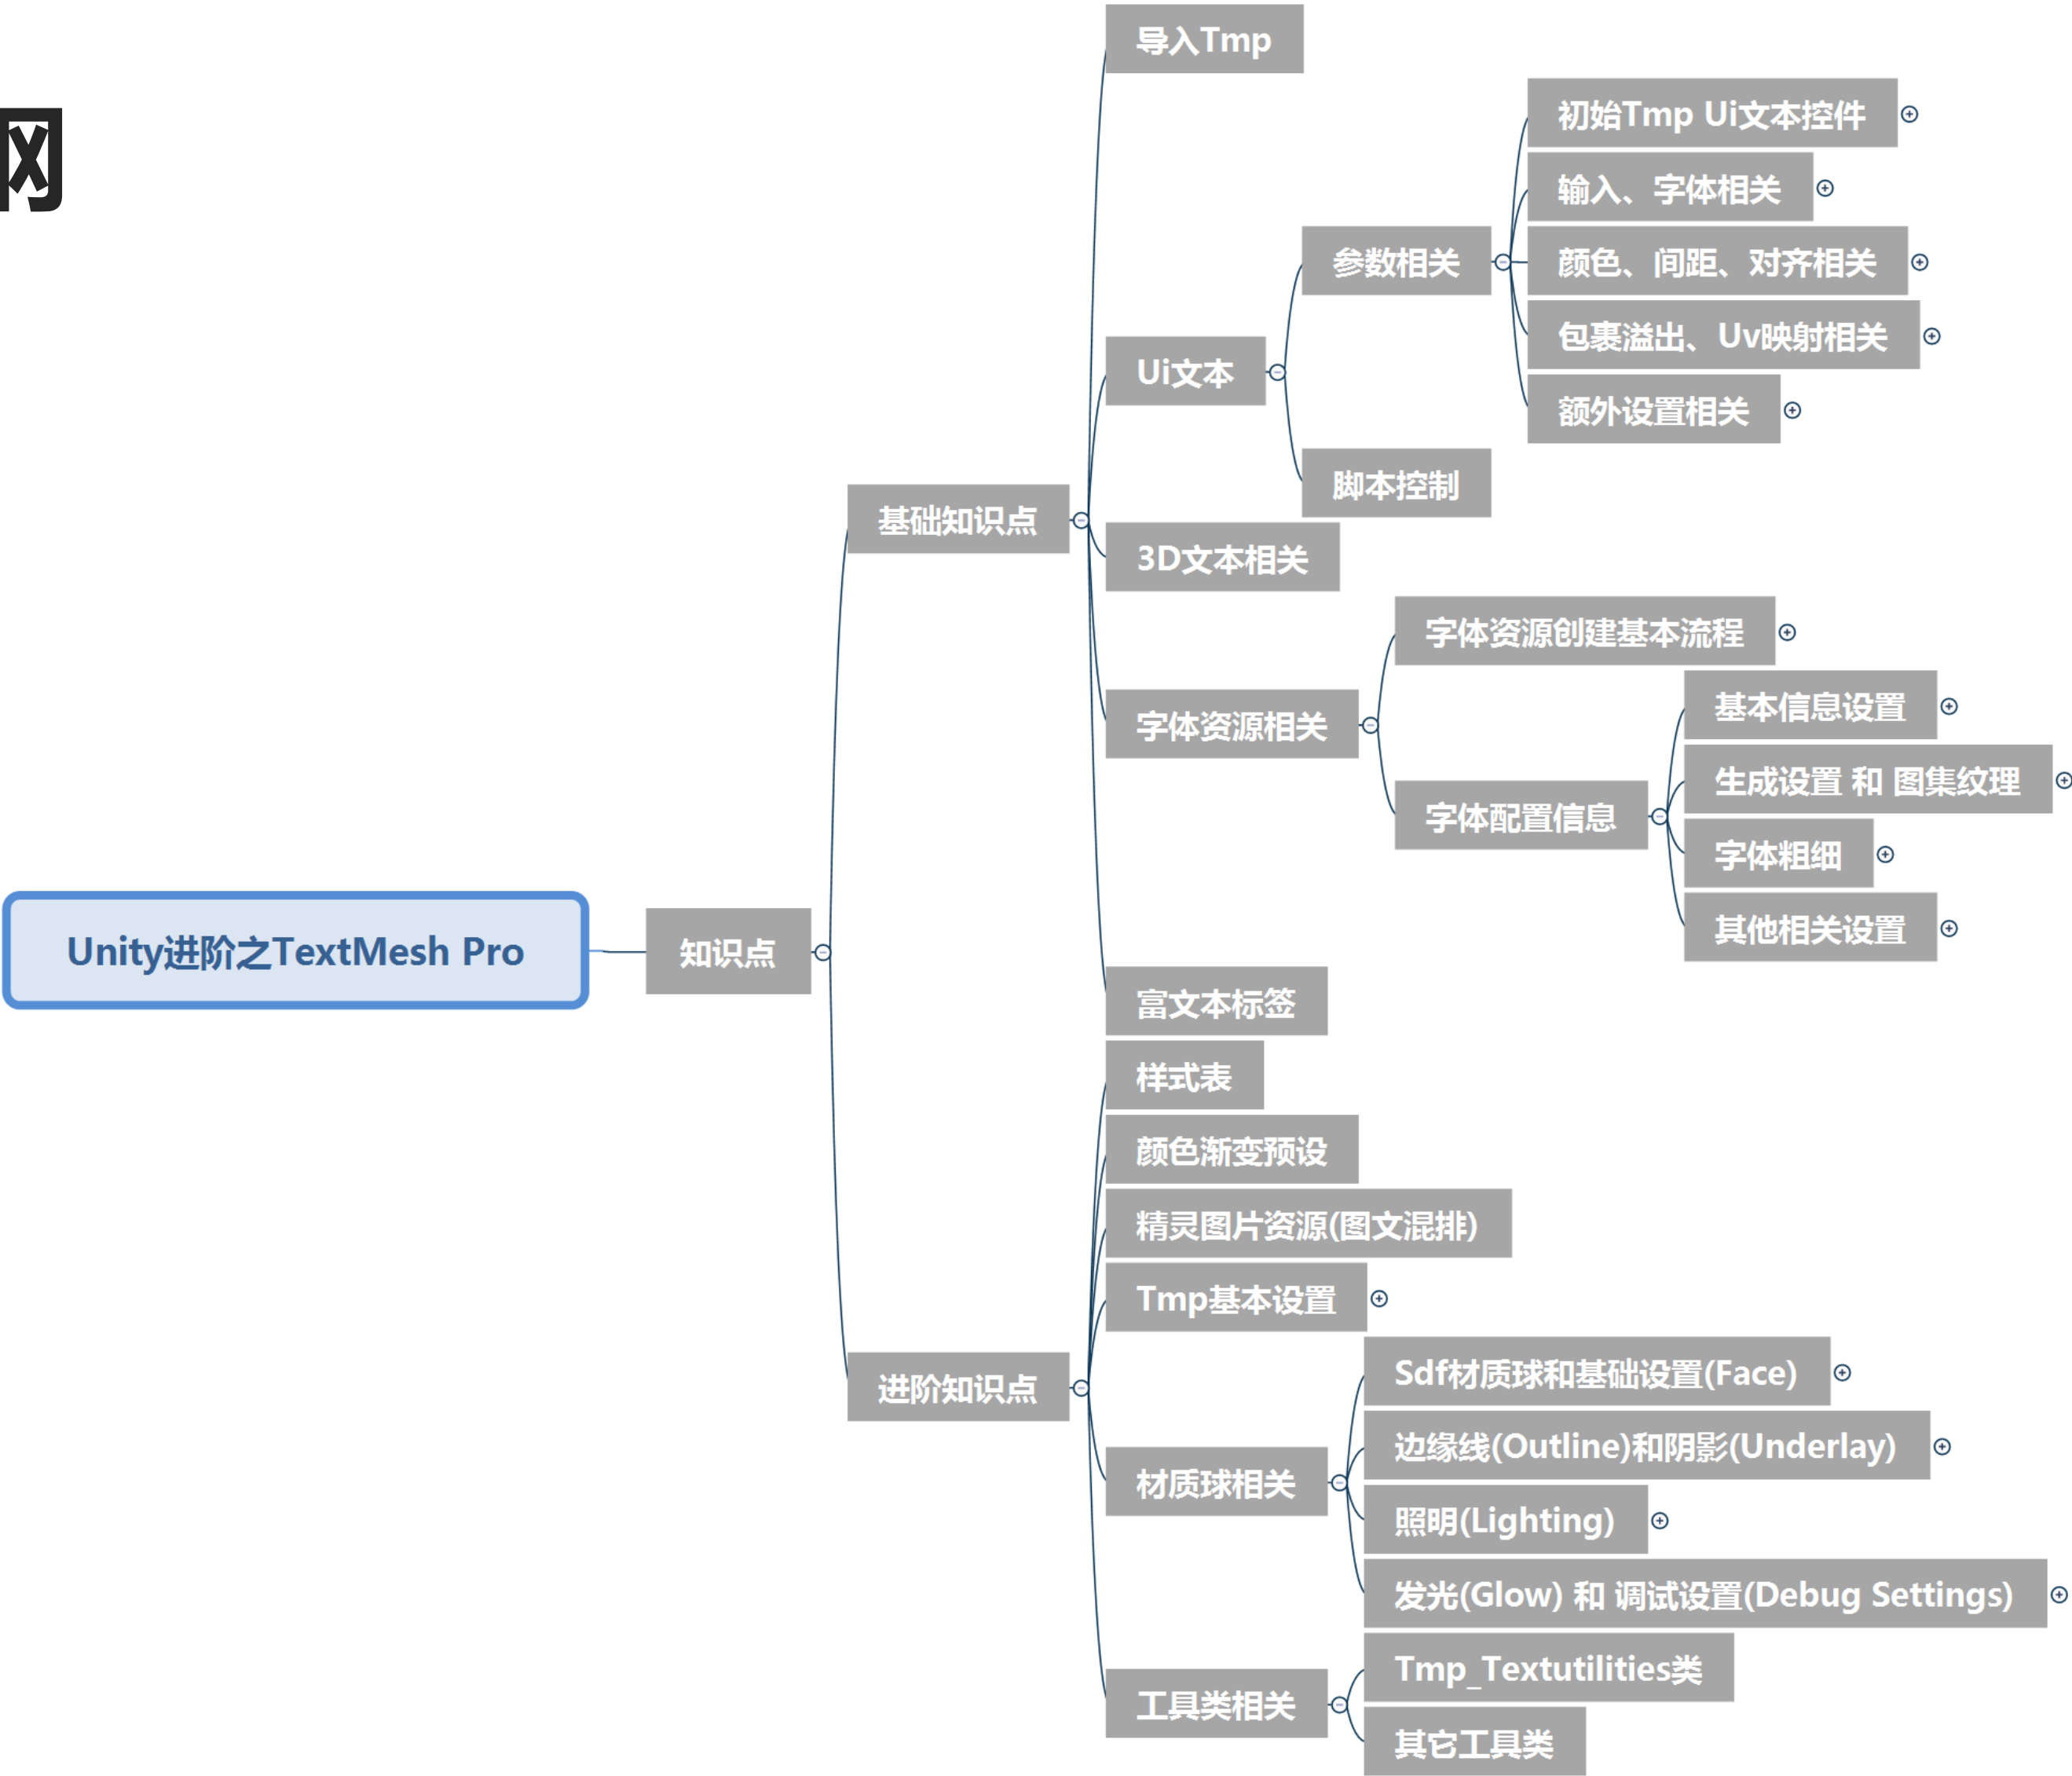 网
导入Tmp
初始Tmp Ui文本控件
输入、字体相关
参数相关
颜色、间距、对齐相关
包裹溢出、Uv映射相关
Ui文本
额外设置相关
脚本控制
基础知识点
3D文本相关
字体资源创建基本流程
基本信息设置
字体资源相关
生成设置 和 图集纹理
字体配置信息
字体粗细
其他相关设置
Unity进阶之TextMesh Pro
知识点
富文本标签
样式表
颜色渐变预设
精灵图片资源(图文混排)
Tmp基本设置
Sdf材质球和基础设置(Face)
进阶知识点
边缘线(Outline)和阴影(Underlay)
材质球相关
照明(Lighting)
发光(Glow) 和 调试设置(Debug Settings)
Tmp_Textutilities类
工具类相关
其它工具类